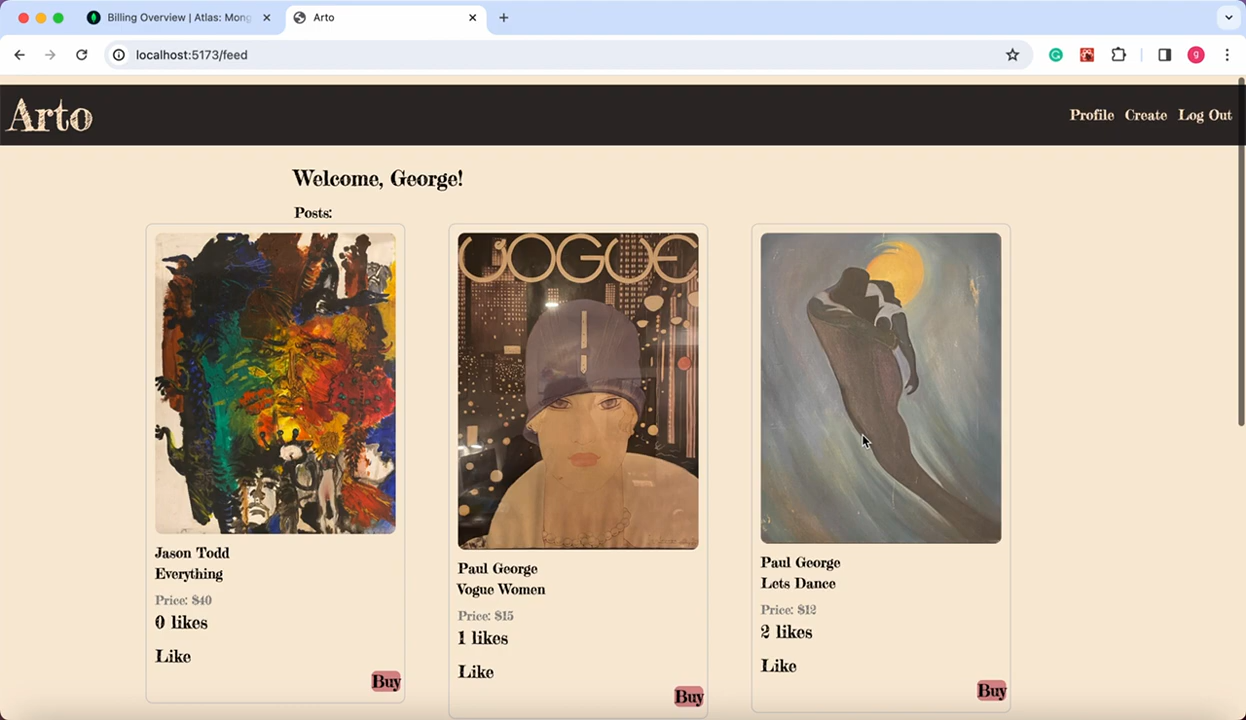 Billing Overview | Atlas: Mong
Arto
localhost:5173/feed
g
Arto
Profile Create Log Out
Welcome, George!
Posts:
VOGUE
Jason Todd
Everything
Price: $40
0 likes
Like
Buy
Paul George
Vogue Women
Price: $15
1 likes
Like
Buy
Paul George
Lets Dance
Price: $12
2 likes
Like
Buy